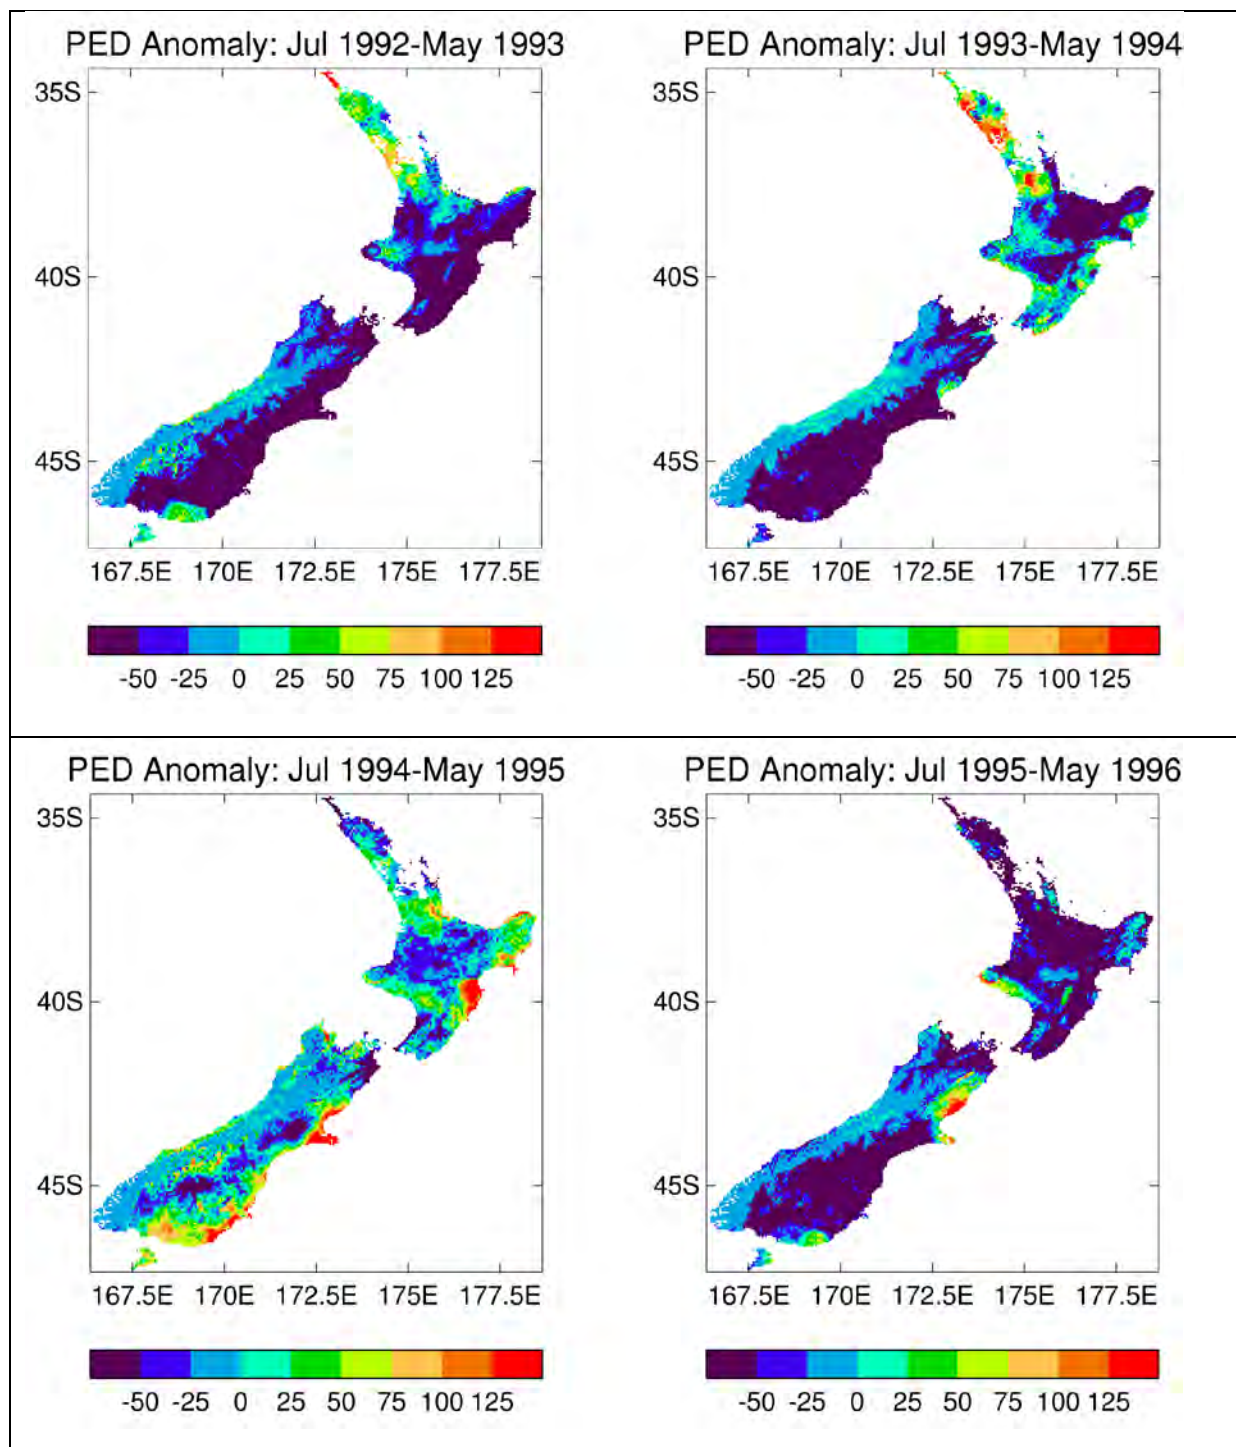 PED Anomaly: Jul 1992-May 1993
35S
40S
45S
167.5E 170E 172.5E 175E 177.5E
-50 -25 0 25 50 75 100 125
PED Anomaly: Jul 1993-May 1994
35S
40S
45S
167.5E 170E 172.5E 175E 177.5E
-50 -25 0 25 50 75 100 125
PED Anomaly: Jul 1994-May 1995
35S
40S
45S
167.5E 170E 172.5E 175E 177.5E
-50 -25 0 25 50 75 100 125
PED Anomaly: Jul 1995-May 1996
35S
40S
45S
167.5E 170E 172.5E 175E 177.5E
-50 -25 0 25 50 75 100 125